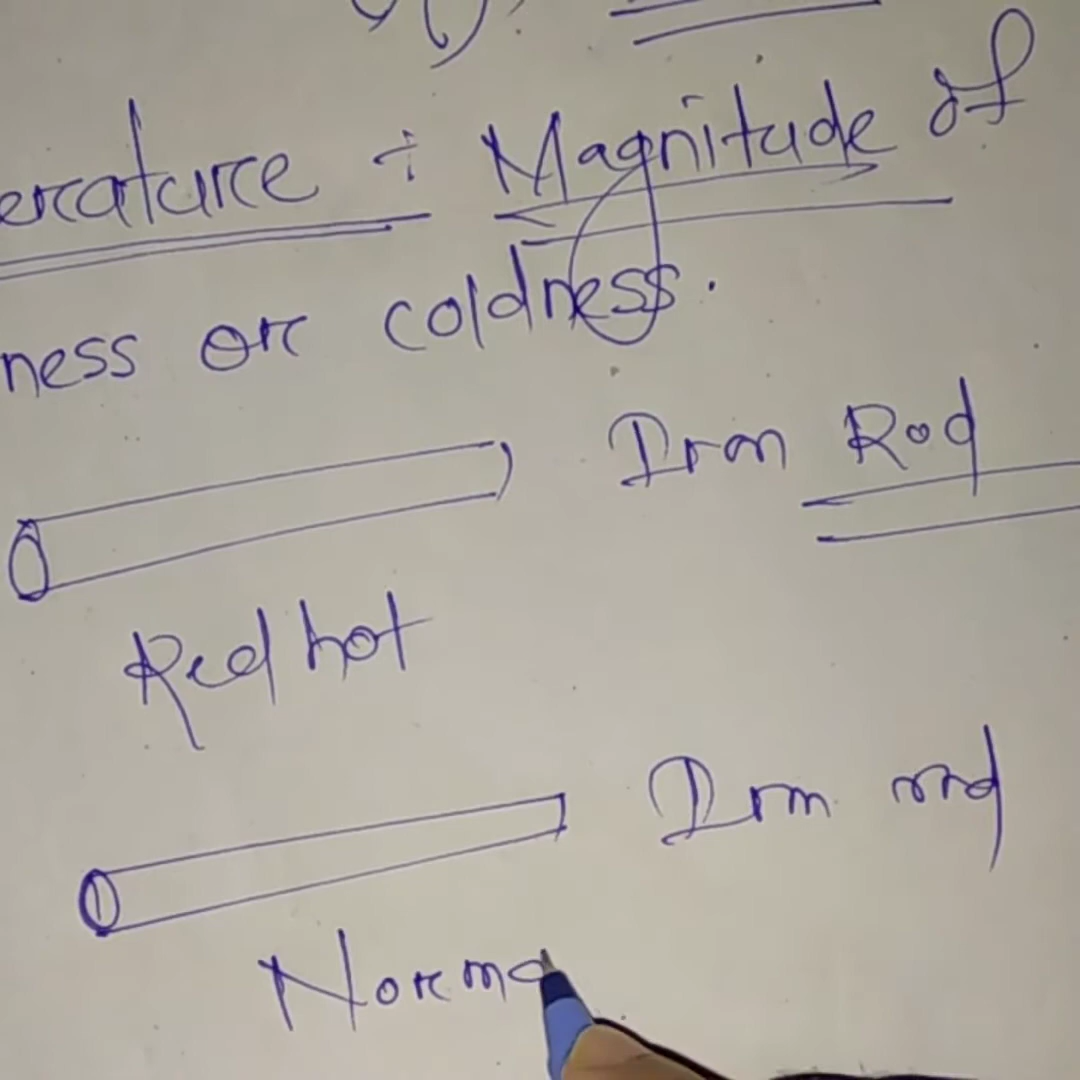 erature : Magnitude of
ness or coldness.
Iron Rod
Red hot
Iron rod
Norma